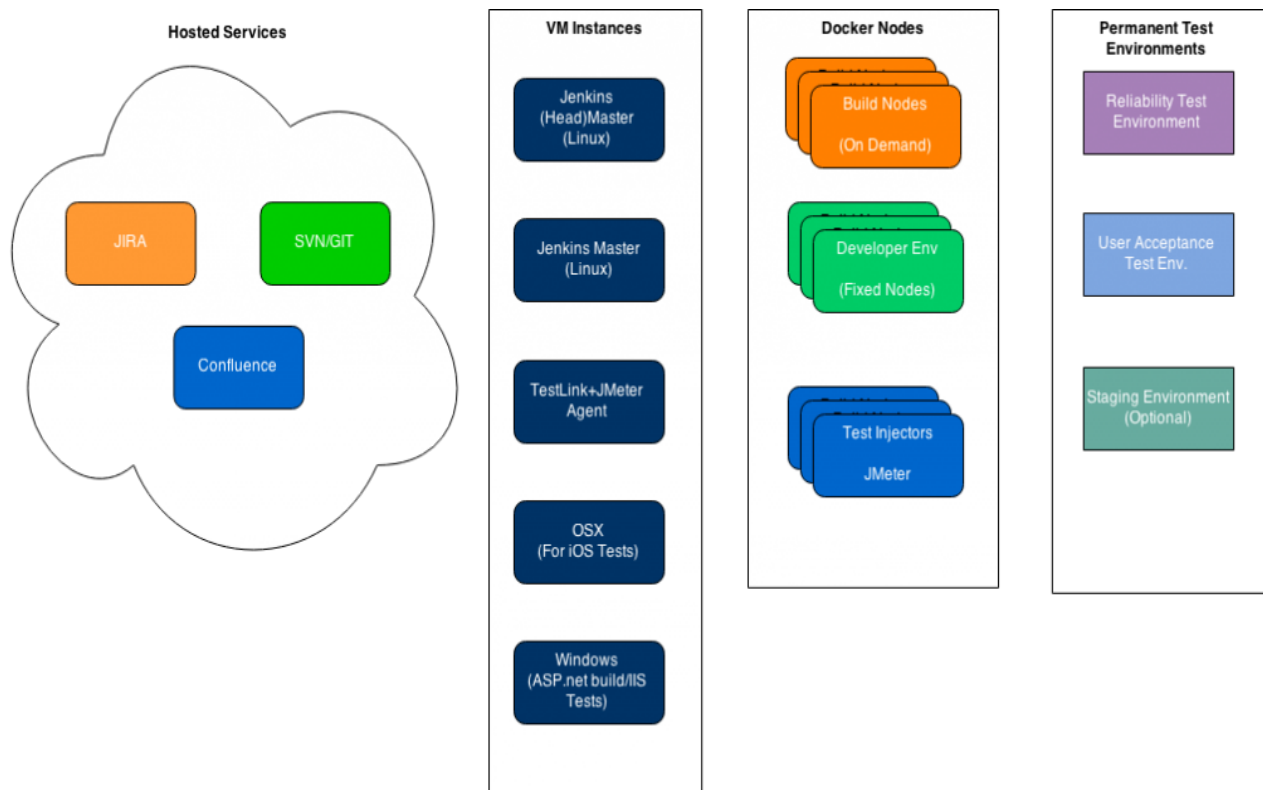 Hosted Services
JIRA
SVN/GIT
Confluence
VM Instances
Jenkins
(Head)Master
(Linux)
Jenkins Master
(Linux)
TestLink+JMeter
Agent
OSX
(For iOS Tests)
Windows
(ASP.net build/IIS
Tests)
Docker Nodes
Build Nodes
(On Demand)
Developer Env
(Fixed Nodes)
Test Injectors
JMeter
Permanent Test
Environments
Reliability Test
Environment
User Acceptance
Test Env.
Staging Environment
(Optional)